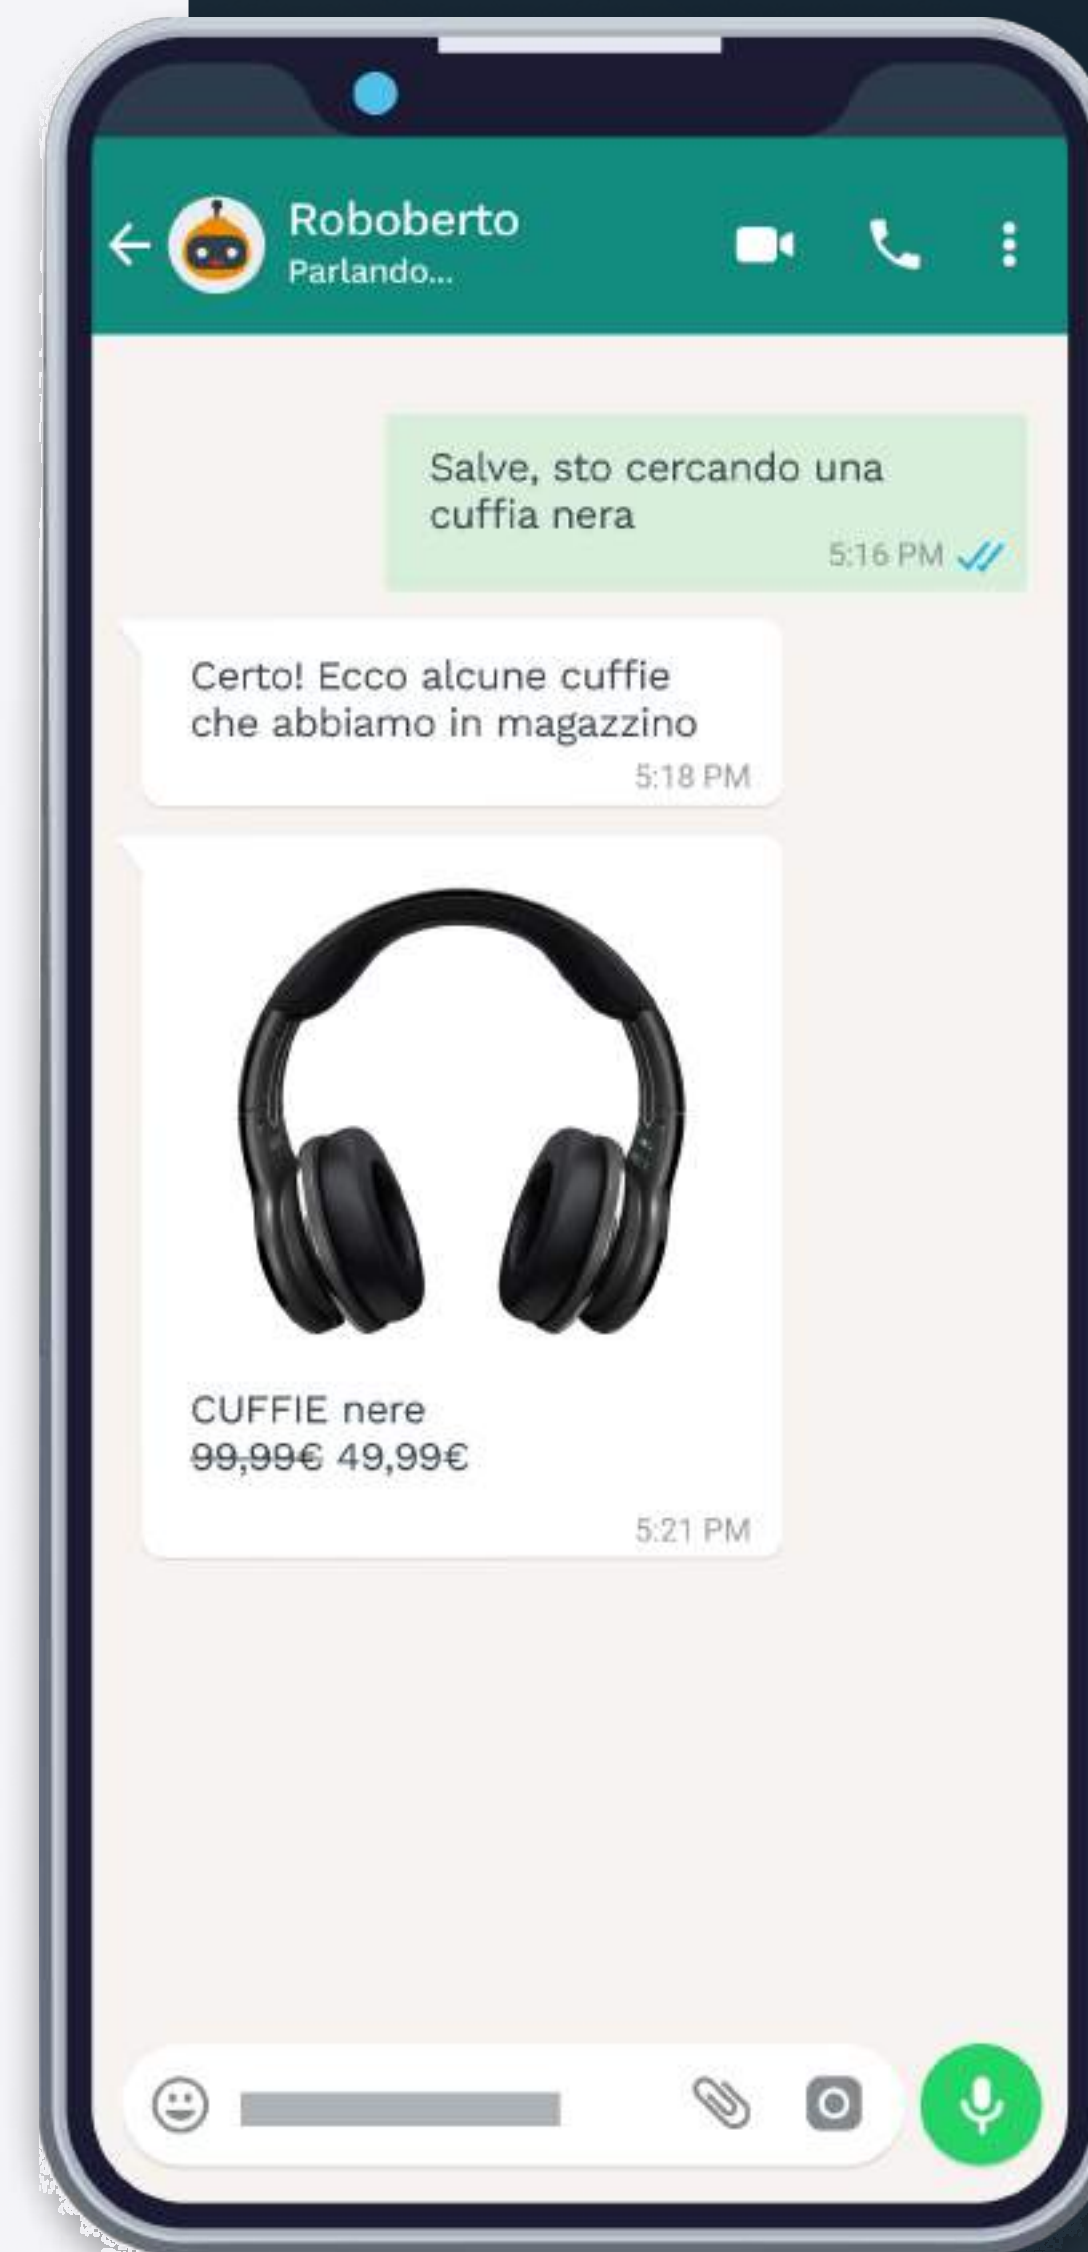 Roboberto
Parlando...
Salve, sto cercando una
cuffia nera
5:16 PM
Certo! Ecco alcune cuffie
che abbiamo in magazzino
5:18 PM
CUFFIE nere
99,99€ 49,99€
5:21 PM